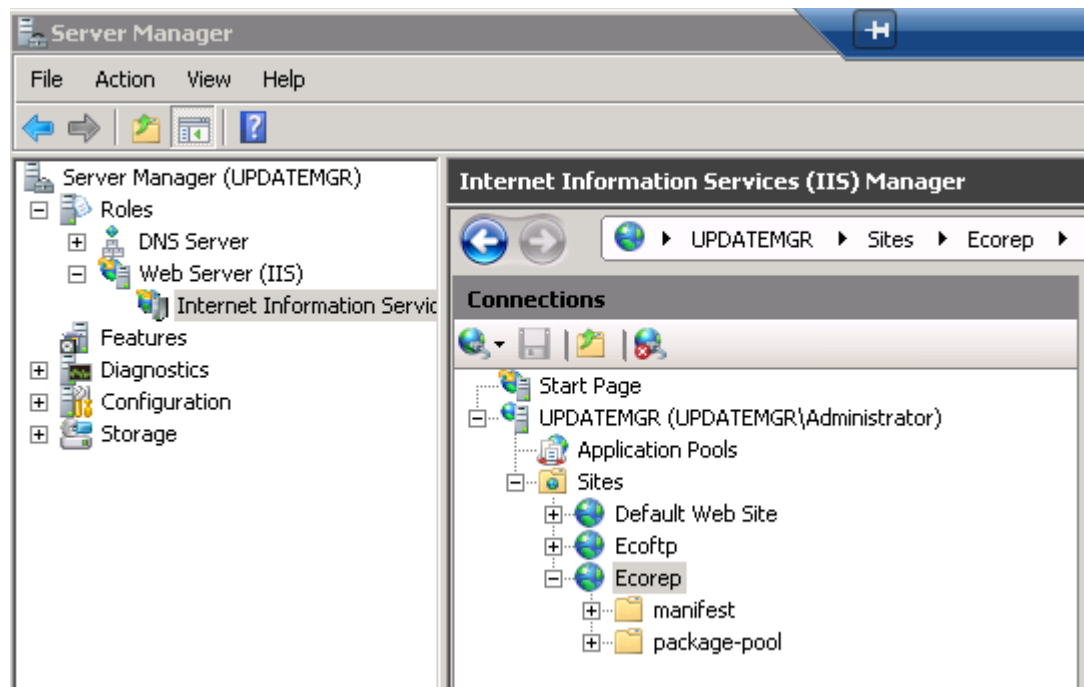 Server Manager
File Action View Help
?
Server Manager (UPDATEMGR)
Roles
DNS Server
Web Server (IIS)
Internet Information Servic
Features
Diagnostics
Configuration
Storage
Internet Information Services (IIS) Manager
UPDATEMGR Sites Ecorep
Connections
Start Page
UPDATEMGR (UPDATEMGR\Administrator)
Application Pools
Sites
Default Web Site
Ecoftp
Ecorep
manifest
package-pool